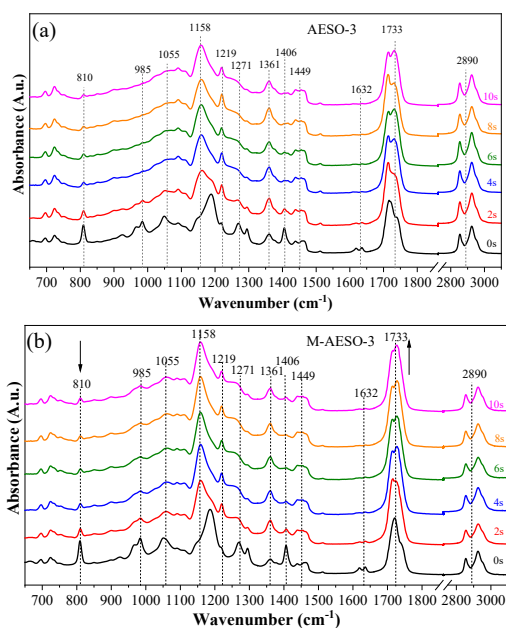 (a)
AESO-3
1158
1733
810
985
1055
1219
1271
1361
1406
1449
1632
2890
10s
8s
6s
4s
2s
0s
Absorbance (A.u.)
700 800 900 1000 1100 1200 1300 1400 1500 1600 1700 1800 2900 3000
Wavenumber (cm⁻¹)
(b)
M-AESO-3
1158
1733
810
985
1055
1219
1271
1361
1406
1449
1632
2890
10s
8s
6s
4s
2s
0s
Absorbance (A.u.)
700 800 900 1000 1100 1200 1300 1400 1500 1600 1700 1800 2900 3000
Wavenumber (cm⁻¹)